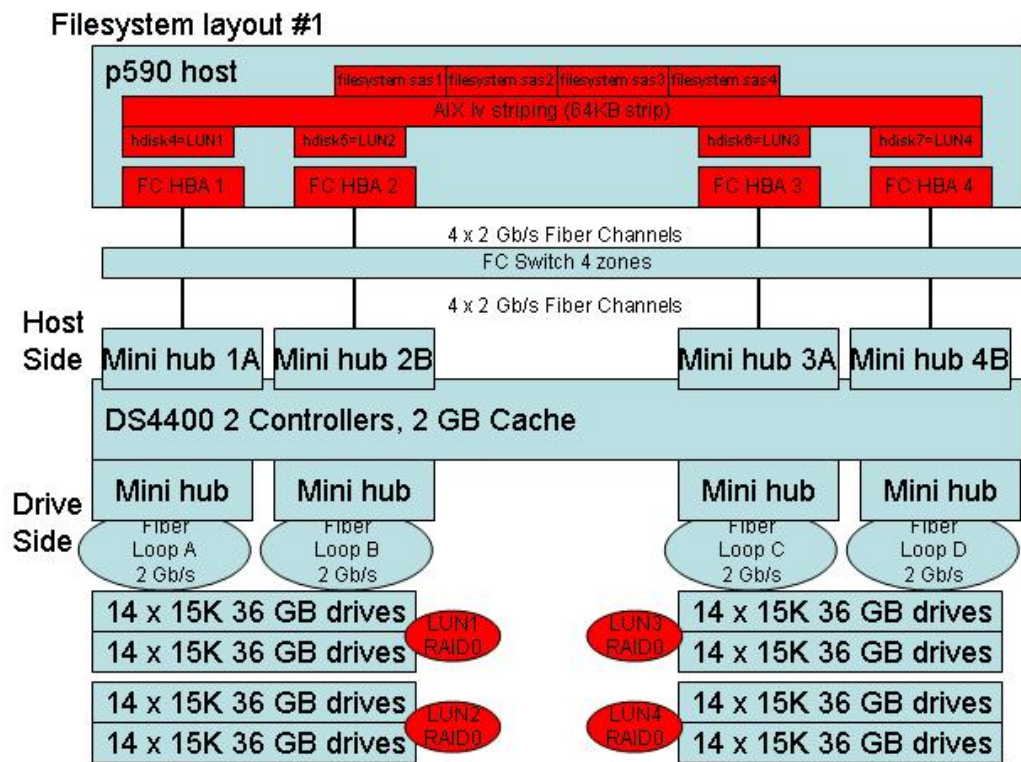 Filesystem layout #1
p590 host
filesystem sas1 filesystem sas2 filesystem sas3 filesystem sas4
AIX lv striping (64KB strip)
hdisk4=LUN1 hdisk5=LUN2 hdisk6=LUN3 hdisk7=LUN4
FC HBA 1 FC HBA 2 FC HBA 3 FC HBA 4
4 x 2 Gb/s Fiber Channels
FC Switch 4 zones
4 x 2 Gb/s Fiber Channels
Host
Side
Mini hub 1A Mini hub 2B Mini hub 3A Mini hub 4B
DS4400 2 Controllers, 2 GB Cache
Drive
Side
Mini hub Mini hub Mini hub Mini hub
Fiber
Loop A
2 Gb/s
Fiber
Loop B
2 Gb/s
Fiber
Loop C
2 Gb/s
Fiber
Loop D
2 Gb/s
14 x 15K 36 GB drives
14 x 15K 36 GB drives
LUN1
RAID0
LUN3
RAID0
14 x 15K 36 GB drives
14 x 15K 36 GB drives
14 x 15K 36 GB drives
14 x 15K 36 GB drives
LUN2
RAID0
LUN4
RAID0
14 x 15K 36 GB drives
14 x 15K 36 GB drives